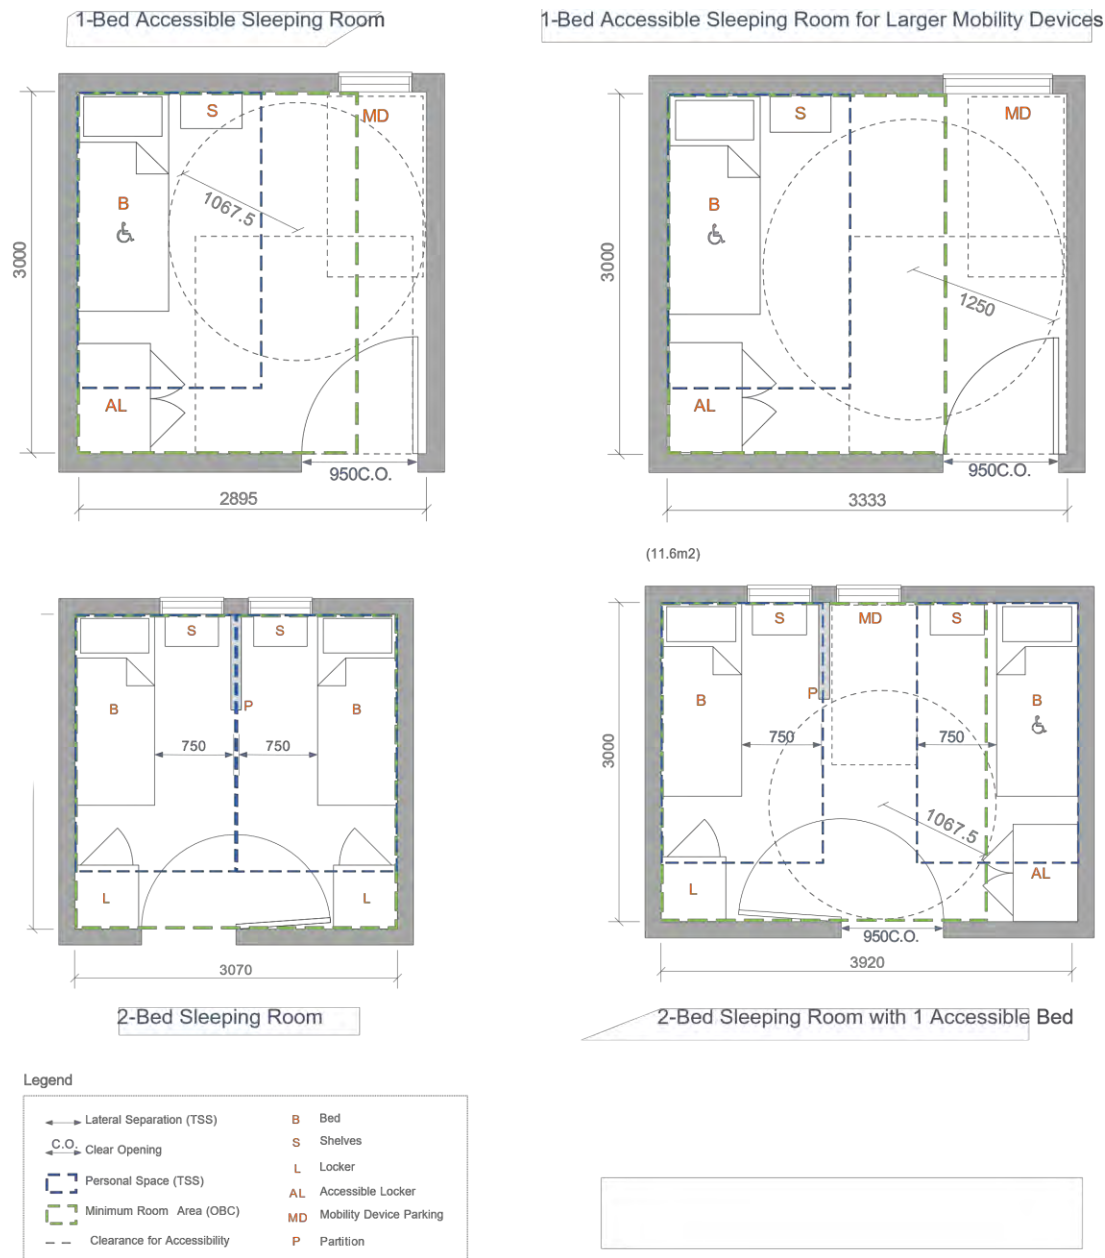 1-Bed Accessible Sleeping Room
1-Bed Accessible Sleeping Room for Larger Mobility Devices
S
MD
B
1067.5
3000
AL
950C.O.
2895
S
MD
B
1250
3000
AL
950C.O.
3333
(11.6m2)
S
S
B
P
B
750
750
L
L
3070
2-Bed Sleeping Room
S
MD
S
B
P
B
750
750
3000
1067.5
L
AL
950C.O.
3920
2-Bed Sleeping Room with 1 Accessible Bed
Legend
Lateral Separation (TSS)
C.O. Clear Opening
Personal Space (TSS)
Minimum Room Area (OBC)
Clearance for Accessibility
B Bed
S Shelves
L Locker
AL Accessible Locker
MD Mobility Device Parking
P Partition